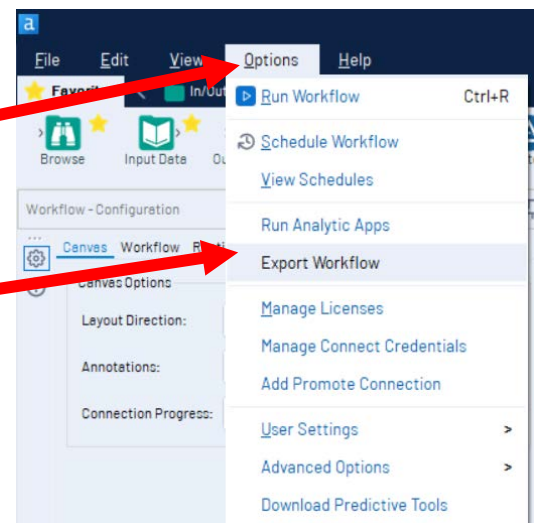 a
File Edit View Options Help
In/Out
Run Workflow Ctrl+R
Browse Input Data
Schedule Workflow
View Schedules
Workflow - Configuration
Run Analytic Apps
Canvas Workflow
Export Workflow
Canvas Options
Manage Licenses
Layout Direction:
Manage Connect Credentials
Annotations:
Add Promote Connection
Connection Progress:
User Settings >
Advanced Options >
Download Predictive Tools